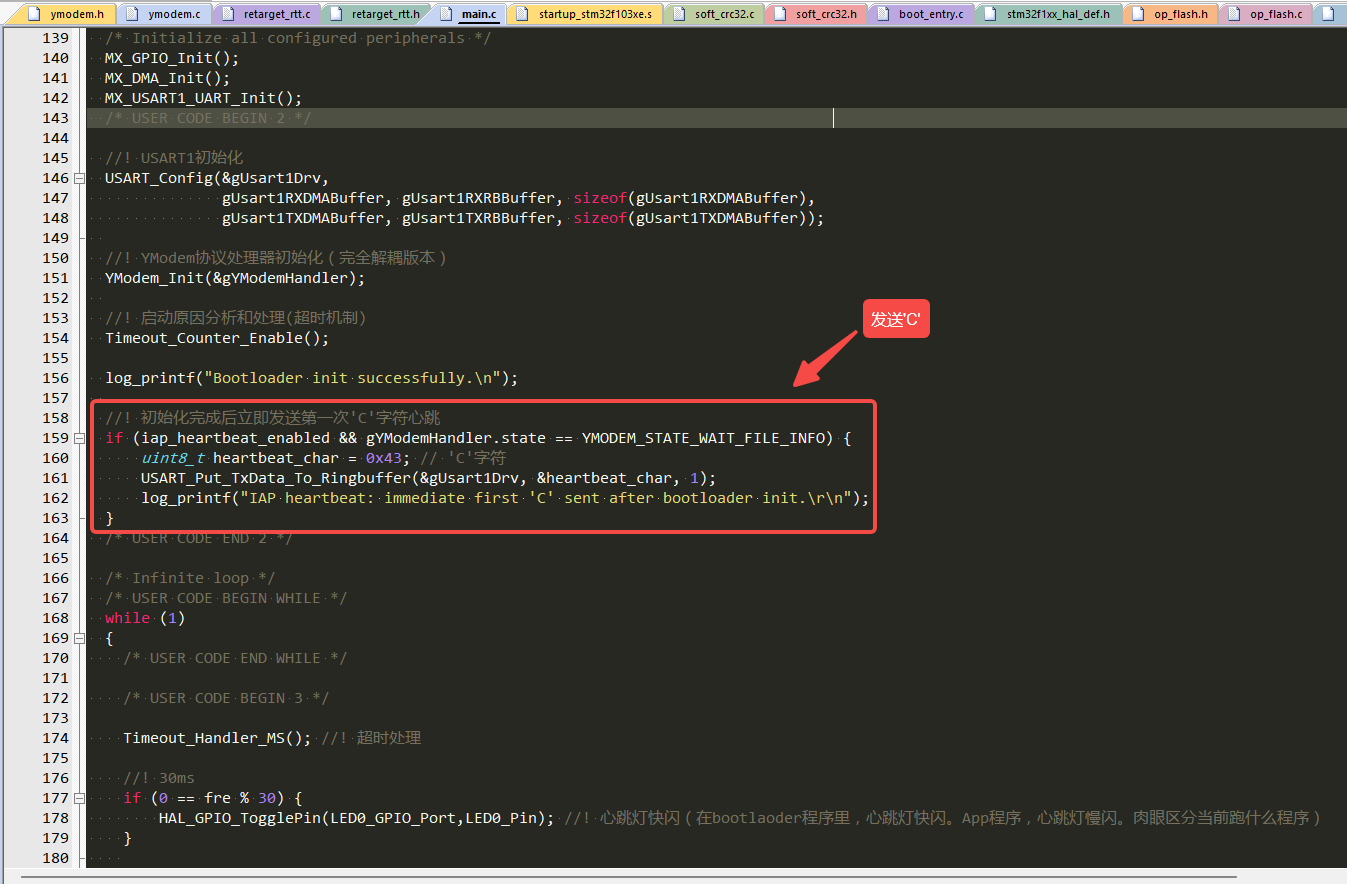 ymodem.h ymodem.c retarget_rtt.c retarget_rtt.h main.c startup_stm32f103xe.s soft_crc32.c soft_crc32.h boot_entry.c stm32f1xx_hal_def.h op_flash.h op_flash.c
139 /* Initialize all configured peripherals */
140 MX_GPIO_Init();
141 MX_DMA_Init();
142 MX_USART1_UART_Init();
143 /* USER CODE BEGIN 2 */
144
145 //! USART1初始化
146 USART_Config(&gUsart1Drv,
147 gUsart1RXDMABuffer, gUsart1RXRBBuffer, sizeof(gUsart1RXDMABuffer),
148 gUsart1TXDMABuffer, gUsart1TXRBBuffer, sizeof(gUsart1TXDMABuffer));
149
150 //! YModem协议处理器初始化（完全解耦版本）
151 YModem_Init(&gYModemHandler);
152
153 //! 启动原因分析和处理(超时机制)
154 Timeout_Counter_Enable();
155
发送'C'
156 log_printf("Bootloader init successfully.\n");
157
158 //! 初始化完成后立即发送第一次'C'字符心跳
159 if (iap_heartbeat_enabled && gYModemHandler.state == YMODEM_STATE_WAIT_FILE_INFO) {
160 uint8_t heartbeat_char = 0x43; // 'C'字符
161 USART_Put_TxData_To_Ringbuffer(&gUsart1Drv, &heartbeat_char, 1);
162 log_printf("IAP heartbeat: immediate first 'C' sent after bootloader init.\r\n");
163 }
164 /* USER CODE END 2 */
165
166 /* Infinite loop */
167 /* USER CODE BEGIN WHILE */
168 while (1)
169 {
170 /* USER CODE END WHILE */
171
172 /* USER CODE BEGIN 3 */
173
174 Timeout_Handler_MS(); //! 超时处理
175
176 //! 30ms
177 if (0 == fre % 30) {
178 HAL_GPIO_TogglePin(LED0_GPIO_Port,LED0_Pin); //! 心跳灯快闪（在bootlaoder程序里，心跳灯快闪。App程序，心跳灯慢闪。肉眼区分当前跑什么程序）
179 }
180